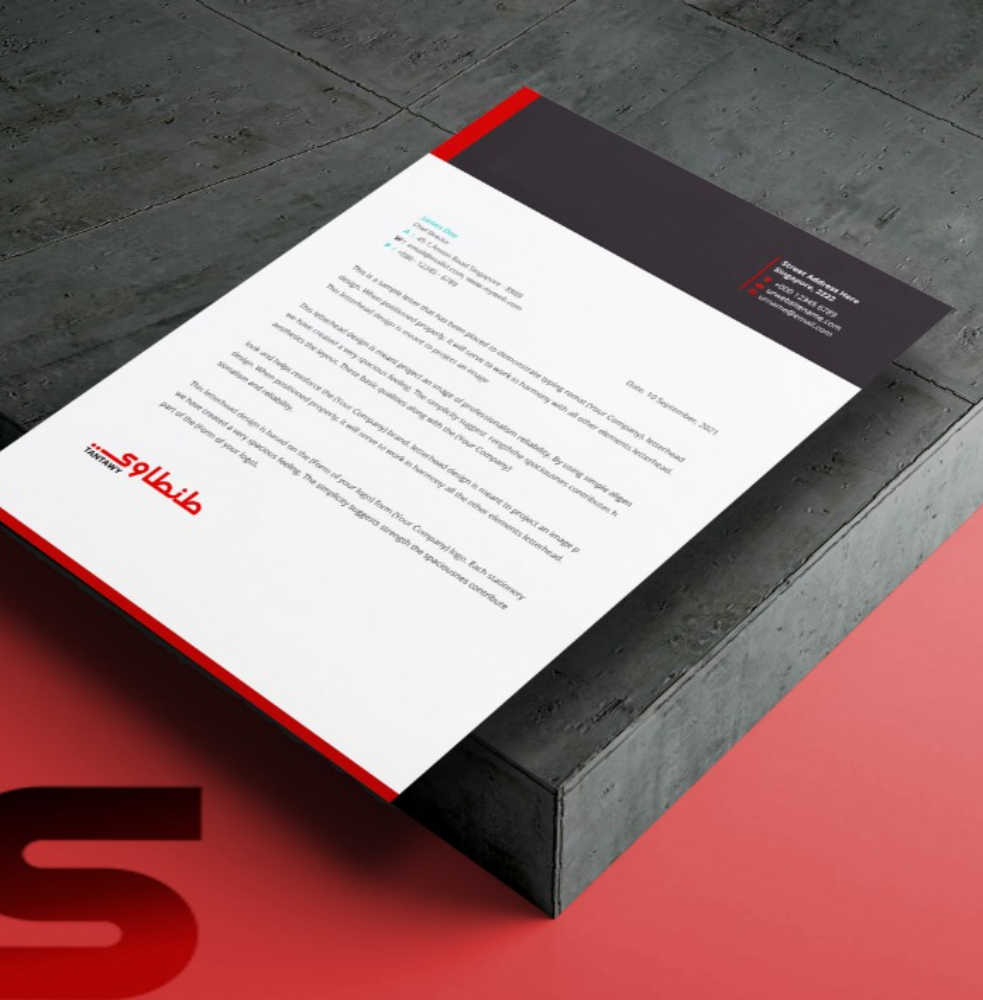 Street Address Here
Singapore, 2222
+000 12345 6789
urwebsitename.com
urname@email.com
James Doe
Chief Director
A : 45-1 Anson Road Singapore - 8988
W : email@mailid.com, www.myweb.com
P : +080 - 12345 - 6789
Date: 10 September, 2021
This is a sample letter that has been placed to demonstrate typing remat (Your Company), letterhead
design. When positioned properly, it will serve to work in harmony with all other elements letterhead.
This letterhead design is meant to project an image
This letterhead design is meant project an image of professionalism reliability. By using simple aliges
we have created a very spacious feeling. The simplicity suggest the spaciousnes contributes h
aesthetics the layout. These basic qualities along with the (Your Company)
look and helps reinforce the (Your Company) brand. letterhead design is meant to project an image p
design. When positioned properly, it will serve to work in harmony all the other elements letterhead.
sionalism and reliability.
This letterhead design is based on the (Form of your logo) form (Your Company) logo. Each stationery
we have created a very spacious feeling. The simplicity suggests strength the spaciousnes contribute
part of the (Form of your logo).
طنطاوي
TANTAWY
S